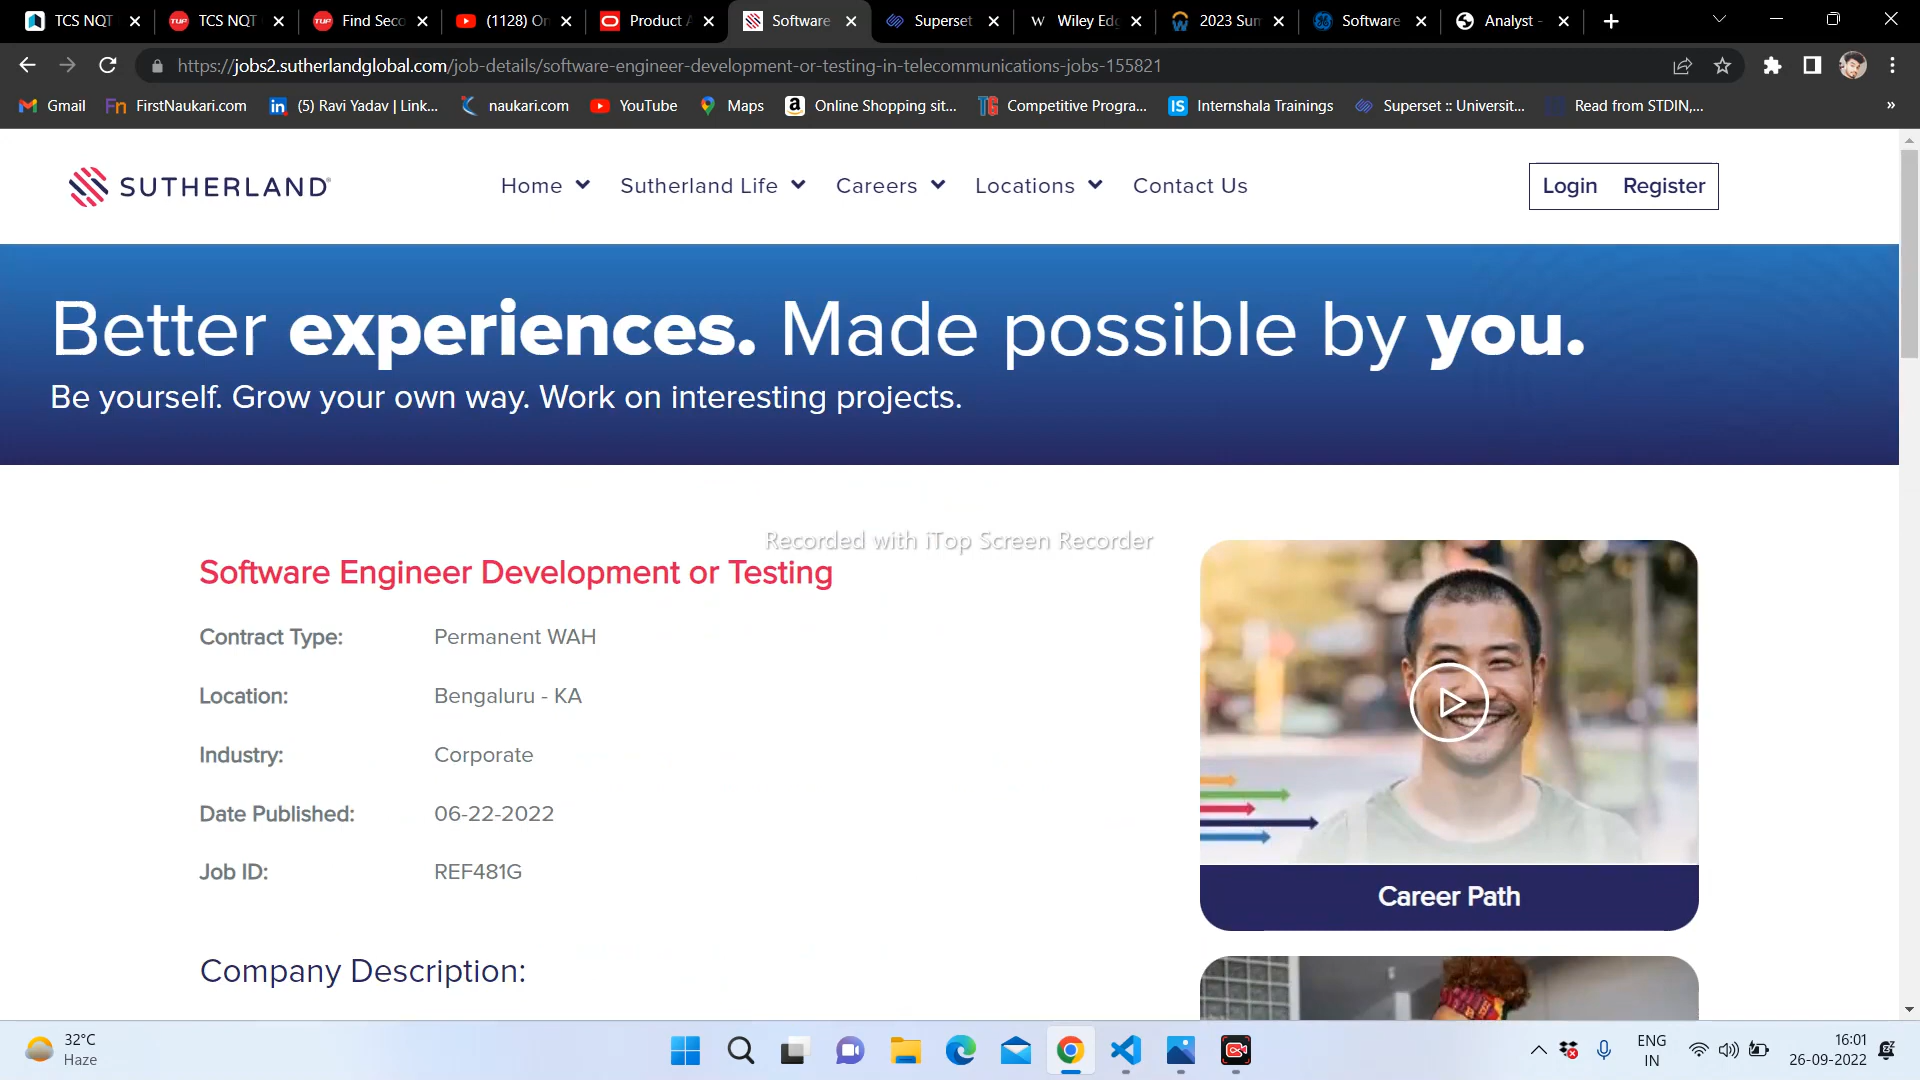 TCS NQT
TCS NQT
Find Seco
(1128) On
Product A
Software
Superset
Wiley Edg
2023 Sum
Software
Analyst -
https://jobs2.sutherlandglobal.com/job-details/software-engineer-development-or-testing-in-telecommunications-jobs-155821
Gmail
FirstNaukari.com
(5) Ravi Yadav | Link...
naukari.com
YouTube
Maps
Online Shopping sit...
Competitive Progra...
Internshala Trainings
Superset :: Universit...
Read from STDIN,...
»
SUTHERLAND
Home
Sutherland Life
Careers
Locations
Contact Us
Login
Register
Better experiences. Made possible by you.
Be yourself. Grow your own way. Work on interesting projects.
Recorded with iTop Screen Recorder
Software Engineer Development or Testing
Contract Type: Permanent WAH
Location: Bengaluru - KA
Industry: Corporate
Date Published: 06-22-2022
Job ID: REF481G
Career Path
Company Description:
32°C
Haze
ENG
IN
16:01
26-09-2022